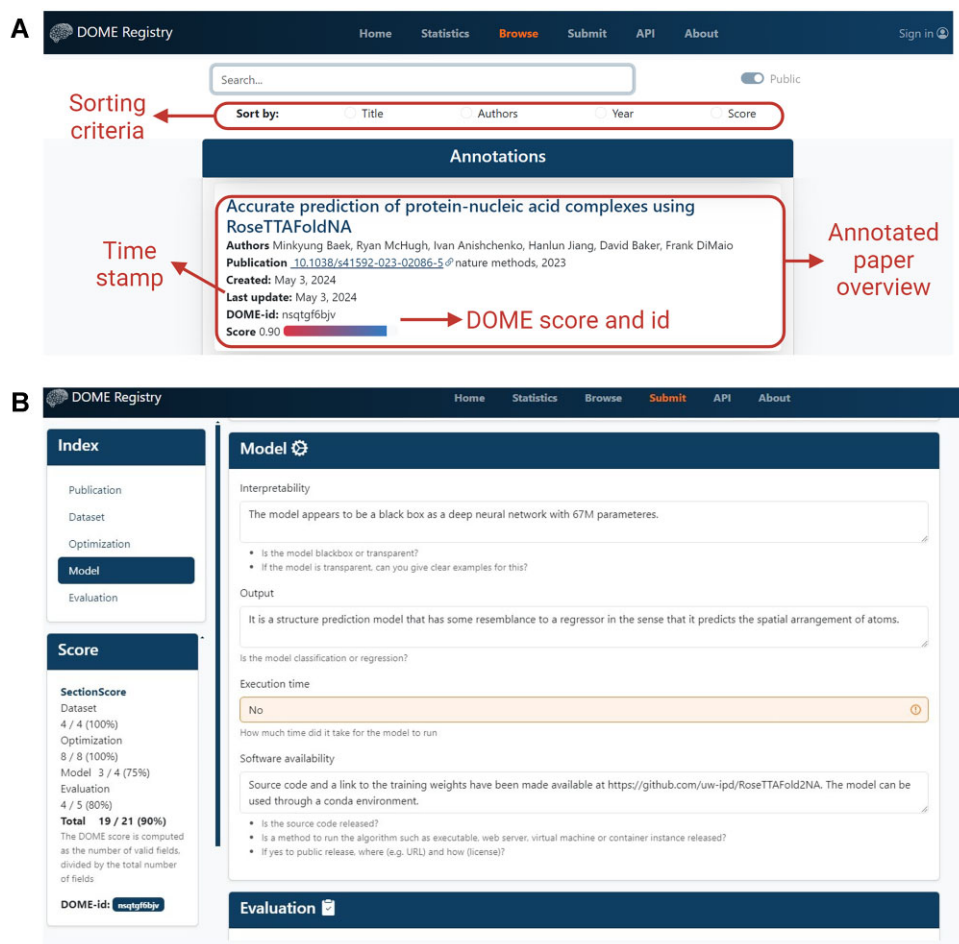 A
DOME Registry
Home Statistics Browse Submit API About
Sign in
Search...
Public
Sorting criteria
Sort by: Title Authors Year Score
Annotations
Accurate prediction of protein-nucleic acid complexes using
RoseTTAFoldNA
Authors Minkyung Baek, Ryan McHugh, Ivan Anishchenko, Hanlun Jiang, David Baker, Frank DiMaio
Publication 10.1038/s41592-023-02086-5 nature methods, 2023
Created: May 3, 2024
Last update: May 3, 2024
DOME-id: nsqtgf6bjv
Score 0.90
Time
stamp
DOME score and id
Annotated
paper
overview
B
DOME Registry
Home Statistics Browse Submit API About
Index
Publication
Dataset
Optimization
Model
Evaluation
Score
SectionScore
Dataset
4 / 4 (100%)
Optimization
8 / 8 (100%)
Model 3 / 4 (75%)
Evaluation
4 / 5 (80%)
Total 19 / 21 (90%)
The DOME score is computed
as the number of valid fields,
divided by the total number
of fields
DOME-id: nsqtgf6bjv
Model
Interpretability
The model appears to be a black box as a deep neural network with 67M parameteres.
Is the model blackbox or transparent?
If the model is transparent, can you give clear examples for this?
Output
It is a structure prediction model that has some resemblance to a regressor in the sense that it predicts the spatial arrangement of atoms.
Is the model classification or regression?
Execution time
No
How much time did it take for the model to run
Software availability
Source code and a link to the training weights have been made available at https://github.com/uw-ipd/RoseTTAFold2NA. The model can be
used through a conda environment.
Is the source code released?
Is a method to run the algorithm such as executable, web server, virtual machine or container instance released?
If yes to public release, where (e.g. URL) and how (license)?
Evaluation